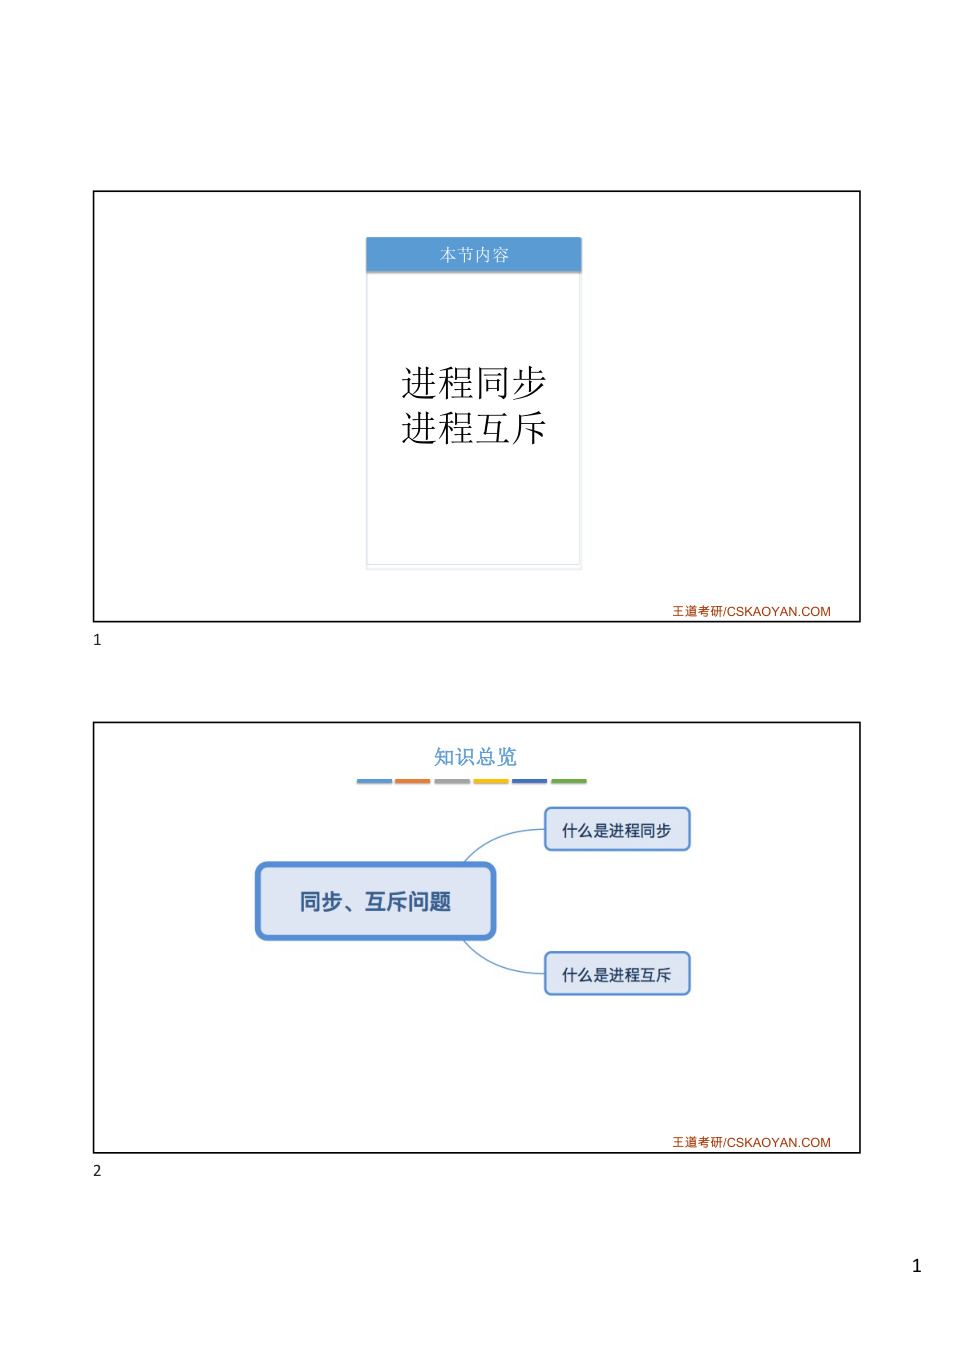 本节内容
进程同步
进程互斥
王道考研/CSKAOYAN.COM
1
知识总览
什么是进程同步
同步、互斥问题
什么是进程互斥
王道考研/CSKAOYAN.COM
2
1